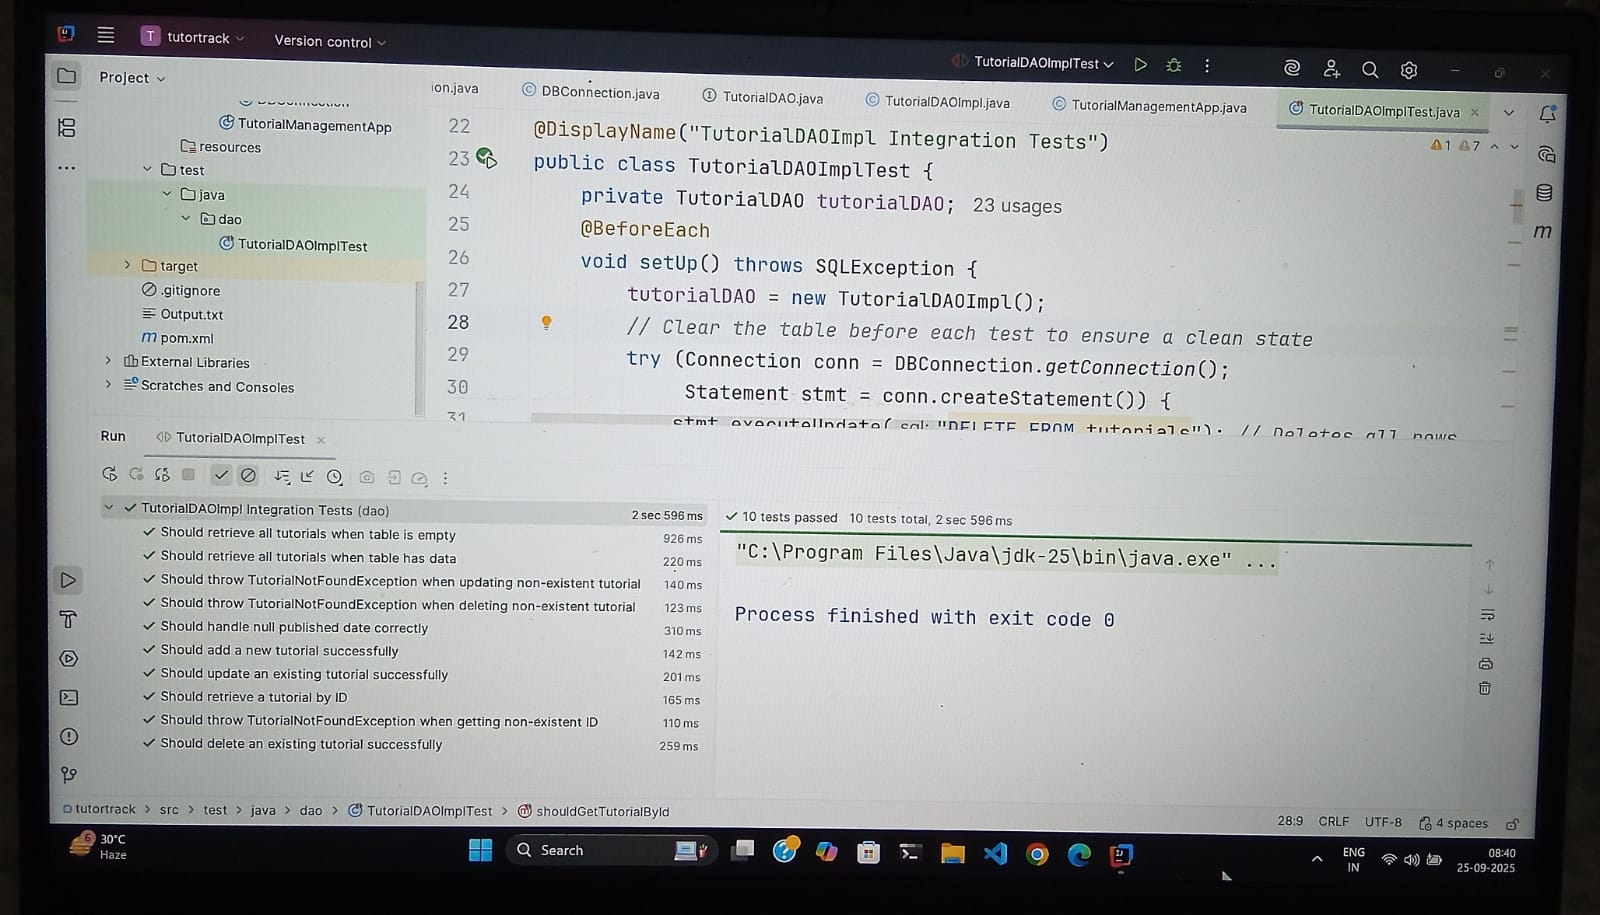 T tutortrack Version control
TutorialDAOImplTest
Project
ion.java DBConnection.java TutorialDAO.java TutorialDAOImpl.java TutorialManagementApp.java TutorialDAOImplTest.java
TutorialManagementApp
resources
test
java
dao
TutorialDAOImplTest
target
.gitignore
Output.txt
pom.xml
External Libraries
Scratches and Consoles
1 7
22 @DisplayName("TutorialDAOImpl Integration Tests")
23 public class TutorialDAOImplTest {
24 private TutorialDAO tutorialDAO; 23 usages
25 @BeforeEach
26 void setUp() throws SQLException {
27 tutorialDAO = new TutorialDAOImpl();
28 // Clear the table before each test to ensure a clean state
29 try (Connection conn = DBConnection.getConnection();
30 Statement stmt = conn.createStatement()) {
31 stmt.executeUpdate( sql: "DELETE FROM tutorials"); // Deletes all rows
Run TutorialDAOImplTest
TutorialDAOImpl Integration Tests (dao) 2 sec 596 ms
Should retrieve all tutorials when table is empty 926 ms
Should retrieve all tutorials when table has data 220 ms
Should throw TutorialNotFoundException when updating non-existent tutorial 140 ms
Should throw TutorialNotFoundException when deleting non-existent tutorial 123 ms
Should handle null published date correctly 310 ms
Should add a new tutorial successfully 142 ms
Should update an existing tutorial successfully 201 ms
Should retrieve a tutorial by ID 165 ms
Should throw TutorialNotFoundException when getting non-existent ID 110 ms
Should delete an existing tutorial successfully 259 ms
10 tests passed 10 tests total, 2 sec 596 ms
"C:\Program Files\Java\jdk-25\bin\java.exe" ...
Process finished with exit code 0
tutortrack > src > test > java > dao > TutorialDAOImplTest > shouldGetTutorialById
28:9 CRLF UTF-8 4 spaces
6 30°C
Haze
Search
ENG
IN
08:40
25-09-2025